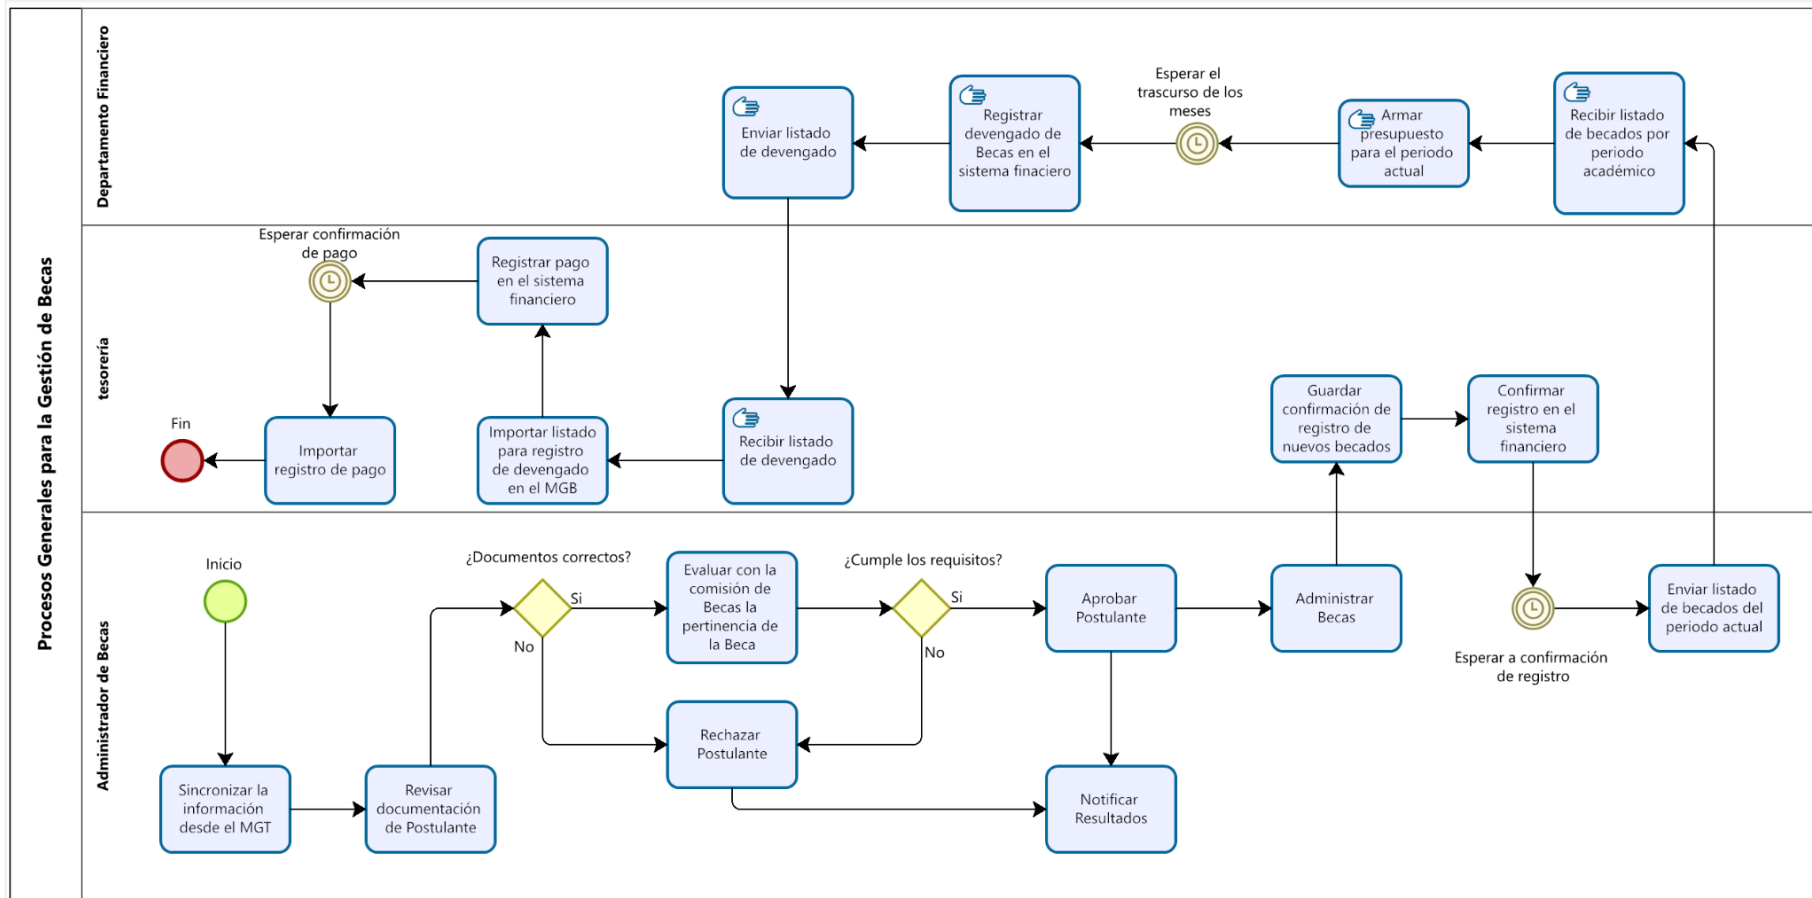 Procesos Generales para la Gestión de Becas
Departamento Financiero
Enviar listado
de devengado
Registrar
devengado de
Becas en el
sistema finaciero
Esperar el
trascurso de los
meses
Armar
presupuesto
para el periodo
actual
Recibir listado
de becados por
periodo
académico
tesorería
Esperar confirmación
de pago
Registrar pago
en el sistema
financiero
Fin
Importar
registro de pago
Importar listado
para registro
de devengado
en el MGB
Recibir listado
de devengado
Guardar
confirmación de
registro de
nuevos becados
Confirmar
registro en el
sistema
financiero
Administrador de Becas
Inicio
Sincronizar la
información
desde el MGT
Revisar
documentación
de Postulante
¿Documentos correctos?
Si
No
Evaluar con la
comisión de
Becas la
pertinencia de
la Beca
¿Cumple los requisitos?
Si
No
Rechazar
Postulante
Aprobar
Postulante
Notificar
Resultados
Administrar
Becas
Esperar a confirmación
de registro
Enviar listado
de becados del
periodo actual